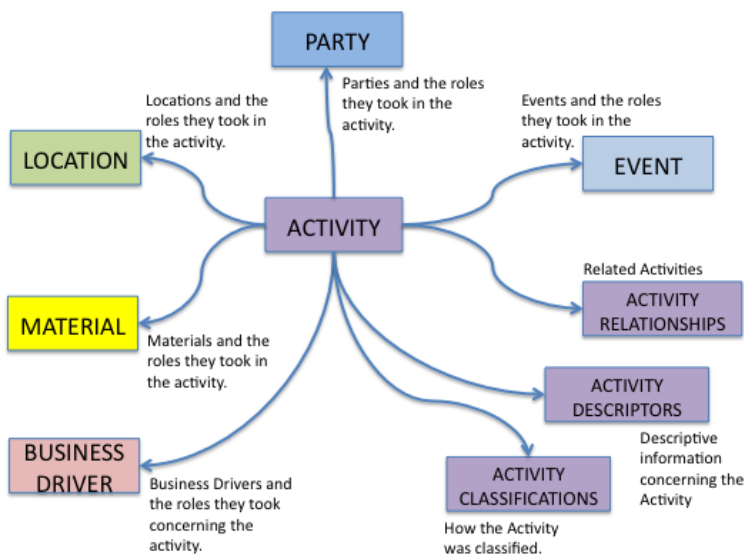 PARTY
Parties and the roles
they took in the
activity.
Locations and the
roles they took in
the activity.
LOCATION
Events and the roles
they took in the
activity.
EVENT
ACTIVITY
Related Activities
ACTIVITY
RELATIONSHIPS
MATERIAL
Materials and the
roles they took in
the activity.
ACTIVITY
DESCRIPTORS
Descriptive
information
concerning the
Activity
BUSINESS
DRIVER
Business Drivers and
the roles they took
concerning the
activity.
ACTIVITY
CLASSIFICATIONS
How the Activity
was classified.